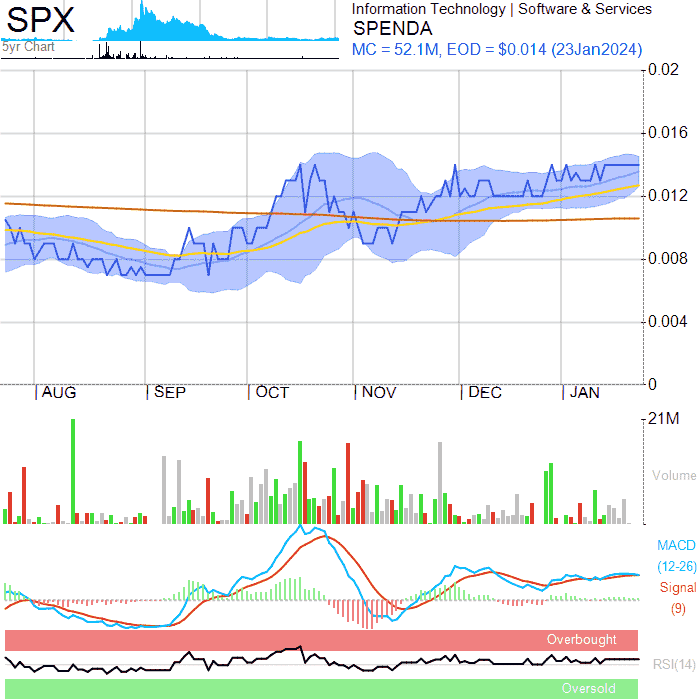 SPX
Information Technology | Software & Services
SPENDA
MC = 52.1M, EOD = $0.014 (23Jan2024)
5yr Chart
0.02
0.016
0.012
0.008
0.004
0
AUG SEP OCT NOV DEC JAN
21M
Volume
MACD
(12-26)
Signal
(9)
Overbought
RSI(14)
Oversold